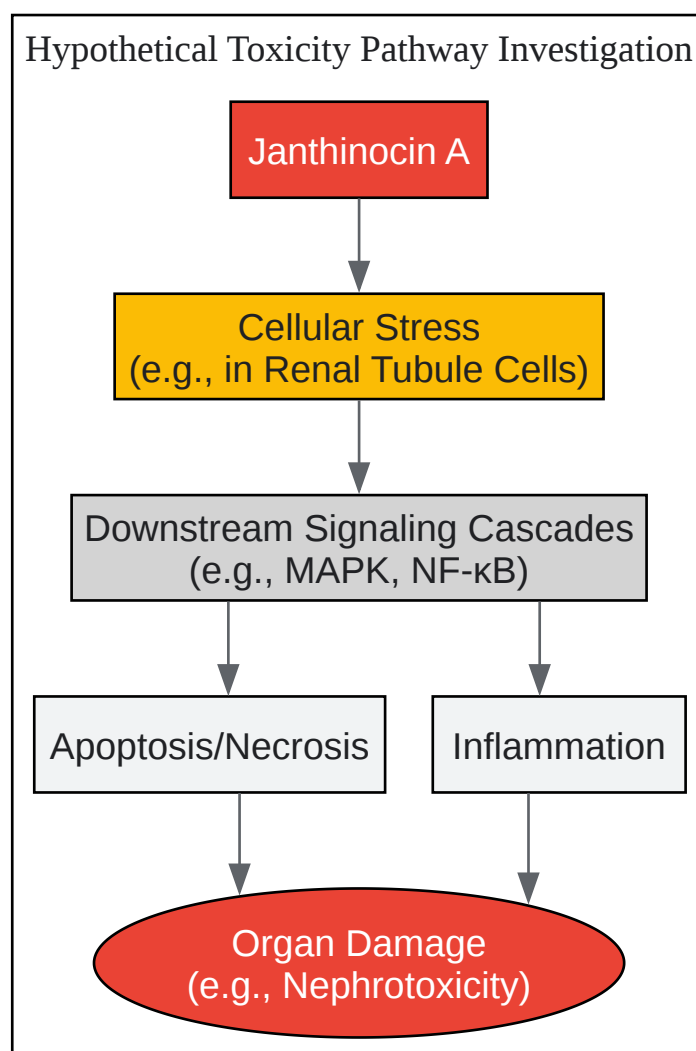 Hypothetical Toxicity Pathway Investigation
Janthinocin A
Cellular Stress
(e.g., in Renal Tubule Cells)
Downstream Signaling Cascades
(e.g., MAPK, NF-κB)
Apoptosis/Necrosis
Inflammation
Organ Damage
(e.g., Nephrotoxicity)